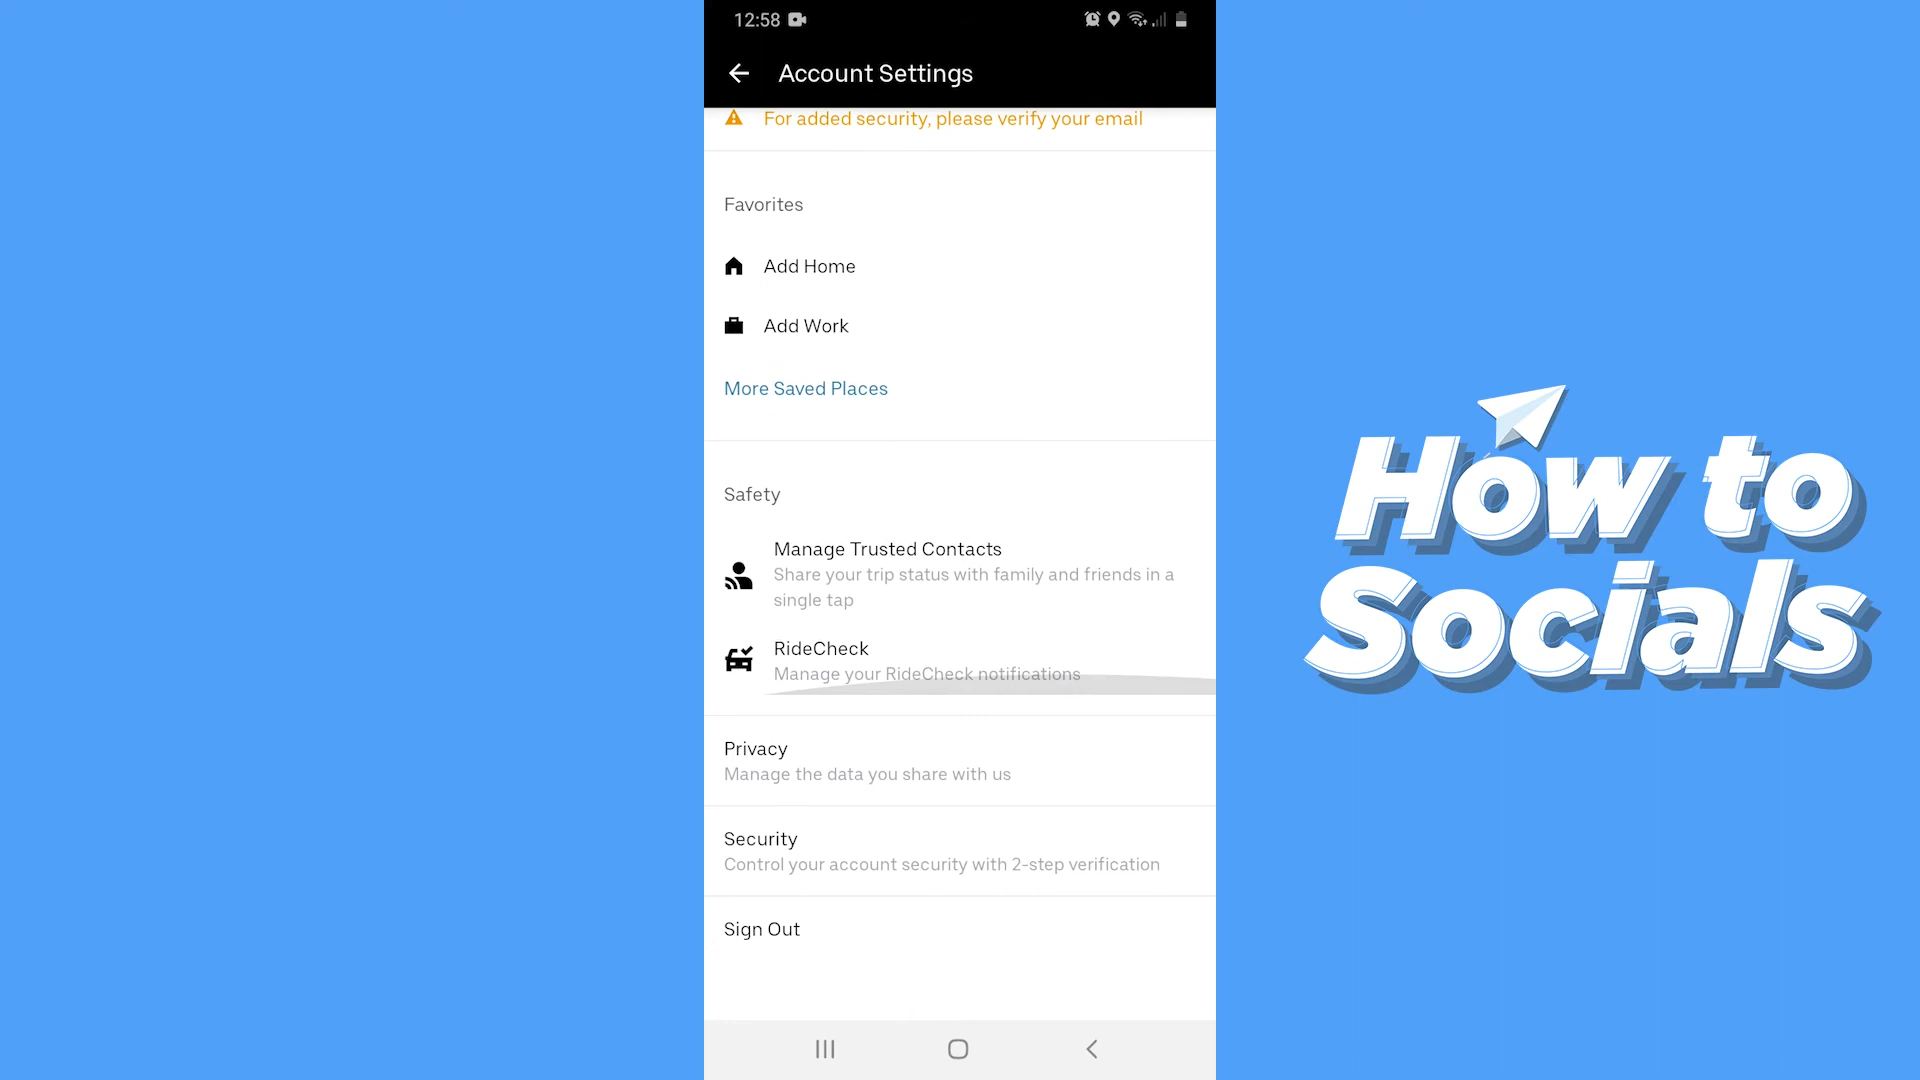 12:58
Account Settings
For added security, please verify your email
Favorites
Add Home
Add Work
More Saved Places
Safety
Manage Trusted Contacts
Share your trip status with family and friends in a
single tap
RideCheck
Manage your RideCheck notifications
Privacy
Manage the data you share with us
Security
Control your account security with 2-step verification
Sign Out
How to
Socials